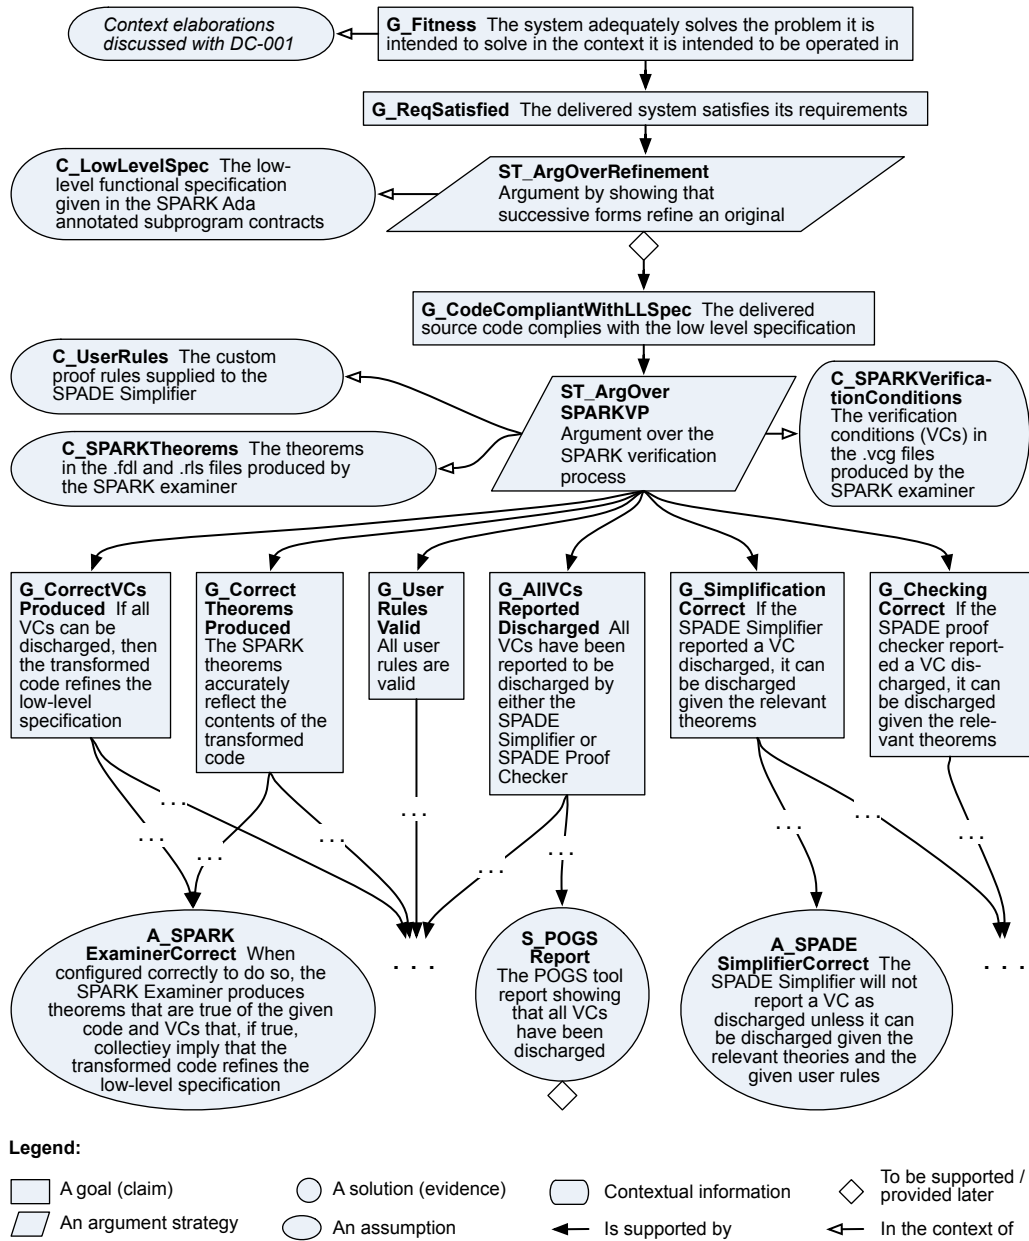 Context elaborations
discussed with DC-001
G_Fitness The system adequately solves the problem it is
intended to solve in the context it is intended to be operated in
G_ReqSatisfied The delivered system satisfies its requirements
C_LowLevelSpec The low-
level functional specification
given in the SPARK Ada
annotated subprogram contracts
ST_ArgOverRefinement
Argument by showing that
successive forms refine an original
G_CodeCompliantWithLLSpec The delivered
source code complies with the low level specification
C_UserRules The custom
proof rules supplied to the
SPADE Simplifier
C_SPARKTheorems The theorems
in the .fdl and .rls files produced by
the SPARK examiner
ST_ArgOver
SPARKVP
Argument over the
SPARK verification
process
C_SPARKVerifica-
tionConditions
The verification
conditions (VCs) in
the .vcg files
produced by the
SPARK examiner
G_CorrectVCs
Produced If all
VCs can be
discharged, then
the transformed
code refines the
low-level
specification
G_Correct
Theorems
Produced
The SPARK
theorems
accurately
reflect the
contents of the
transformed
code
G_User
Rules
Valid
All user
rules are
valid
G_AllVCs
Reported
Discharged All
VCs have been
reported to be
discharged by
either the
SPADE
Simplifier or
SPADE Proof
Checker
G_Simplification
Correct If the
SPADE Simplifier
reported a VC
discharged, it can
be discharged
given the relevant
theorems
G_Checking
Correct If the
SPADE proof
checker report-
ed a VC dis-
charged, it can
be discharged
given the rele-
vant theorems
. . .
. . .
. . .
. . .
. . .
. . .
. . .
. . .
. . .
. . .
A_SPARK
ExaminerCorrect When
configured correctly to do so, the
SPARK Examiner produces
theorems that are true of the given
code and VCs that, if true,
collectiey imply that the
transformed code refines the
low-level specification
. . .
S_POGS
Report
The POGS tool
report showing
that all VCs
have been
discharged
A_SPADE
SimplifierCorrect The
SPADE Simplifier will not
report a VC as
discharged unless it can
be discharged given the
relevant theories and the
given user rules
. . .
Legend:
A goal (claim)
A solution (evidence)
Contextual information
To be supported /
provided later
An argument strategy
An assumption
Is supported by
In the context of